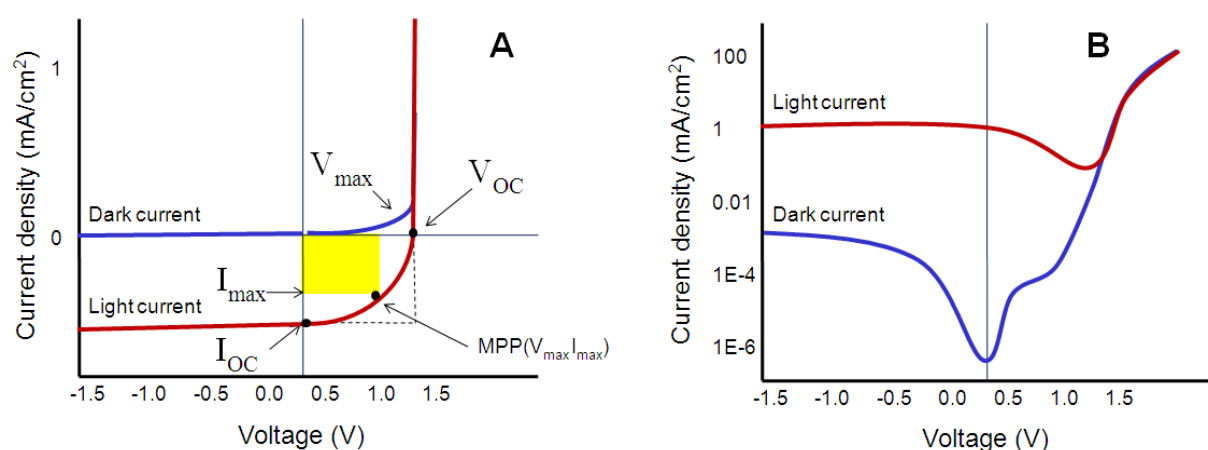 A
Current density (mA/cm²)
1
0
Dark current
Light current
V_max
V_OC
I_max
I_OC
MPP(V_max I_max)
-1.5 -1.0 -0.5 0.0 0.5 1.0 1.5
Voltage (V)
B
Current density (mA/cm²)
100
1
0.01
1E-4
1E-6
Light current
Dark current
-1.5 -1.0 -0.5 0.0 0.5 1.0 1.5
Voltage (V)